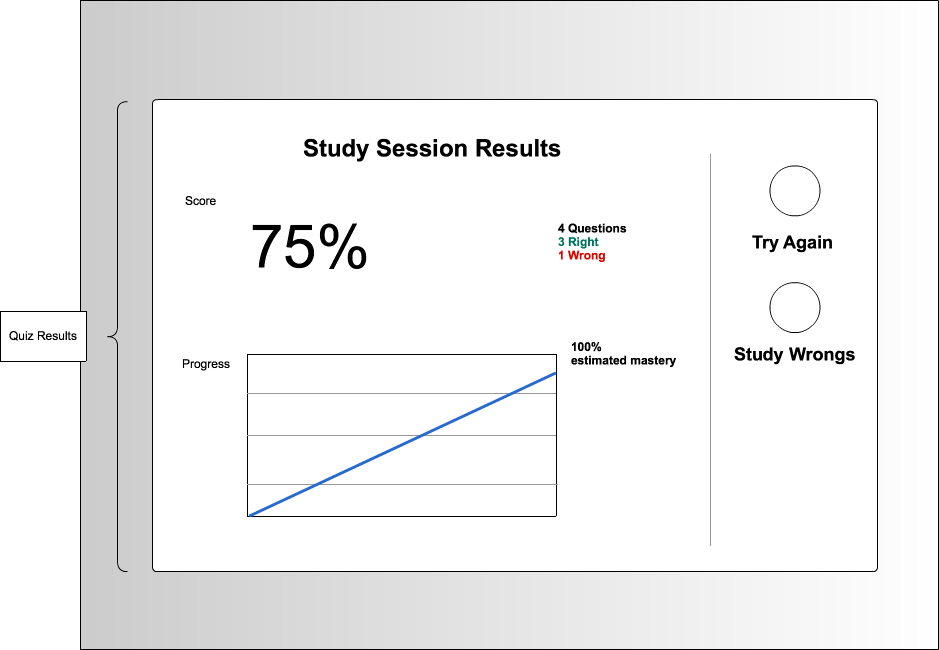 Study Session Results
Score
75%
4 Questions
3 Right
1 Wrong
Try Again
Quiz Results
Progress
100%
estimated mastery
Study Wrongs